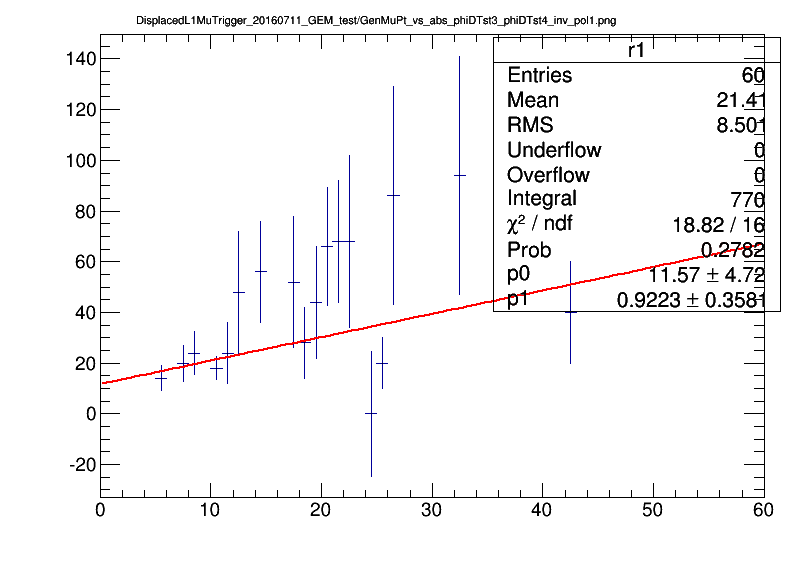 DisplacedL1MuTrigger_20160711_GEM_test/GenMuPt_vs_abs_phiDTst3_phiDTst4_inv_pol1.png
r1
Entries 60
Mean 21.41
RMS 8.501
Underflow 0
Overflow 0
Integral 770
χ² / ndf 18.82 / 16
Prob 0.2782
p0 11.57 ± 4.72
p1 0.9223 ± 0.3581
140
120
100
80
60
40
20
0
-20
0 10 20 30 40 50 60